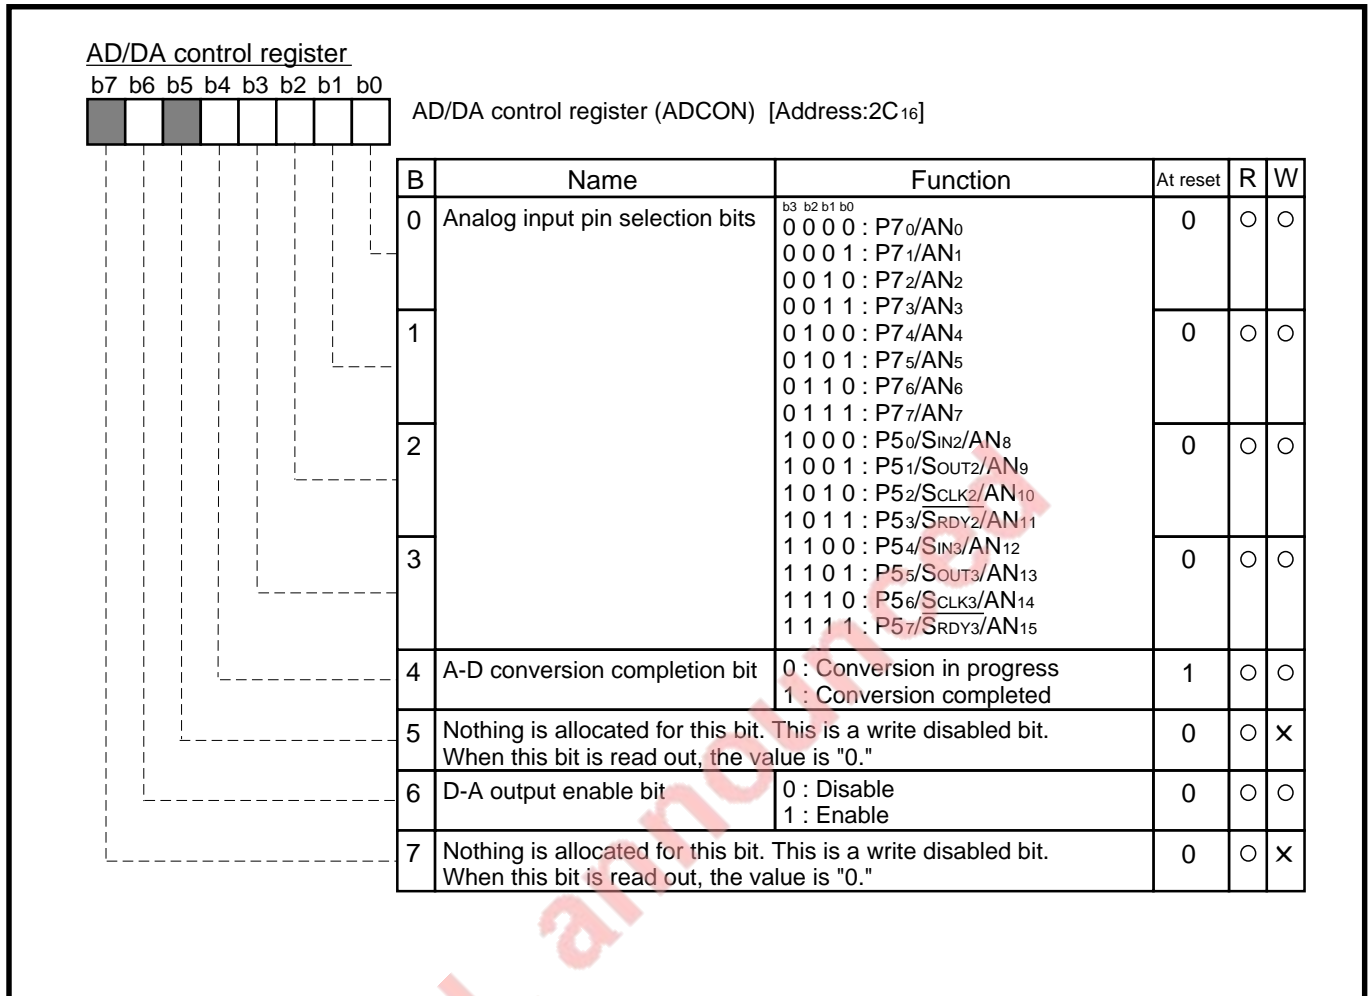 AD/DA control register
b7 b6 b5 b4 b3 b2 b1 b0
AD/DA control register (ADCON) [Address:2C16]
B Name Function At reset R W
0 Analog input pin selection bits b3 b2 b1 b0 0 ○ ○
0 0 0 0 : P70/AN0
0 0 0 1 : P71/AN1
0 0 1 0 : P72/AN2
0 0 1 1 : P73/AN3
1 0 1 0 0 : P74/AN4 0 ○ ○
0 1 0 1 : P75/AN5
0 1 1 0 : P76/AN6
0 1 1 1 : P77/AN7
2 1 0 0 0 : P50/SIN2/AN8 0 ○ ○
1 0 0 1 : P51/SOUT2/AN9
1 0 1 0 : P52/SCLK2/AN10
1 0 1 1 : P53/SRDY2/AN11
3 1 1 0 0 : P54/SIN3/AN12 0 ○ ○
1 1 0 1 : P55/SOUT3/AN13
1 1 1 0 : P56/SCLK3/AN14
1 1 1 1 : P57/SRDY3/AN15
4 A-D conversion completion bit 0 : Conversion in progress 1 ○ ○
1 : Conversion completed
5 Nothing is allocated for this bit. This is a write disabled bit. 0 ○ ×
When this bit is read out, the value is "0."
6 D-A output enable bit 0 : Disable 0 ○ ○
1 : Enable
7 Nothing is allocated for this bit. This is a write disabled bit. 0 ○ ×
When this bit is read out, the value is "0."
announced